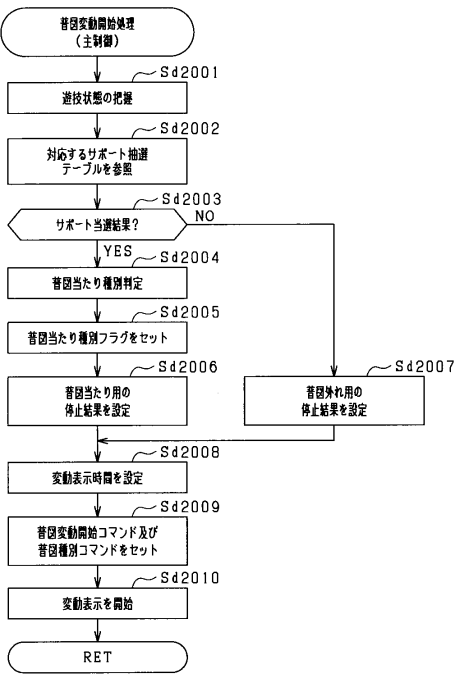 普図変動開始処理
(主制御)
Sd2001
遊技状態の把握
Sd2002
対応するサポート抽選
テーブルを参照
Sd2003
サポート当選結果?
NO
YES
Sd2004
普図当たり種別判定
Sd2005
普図当たり種別フラグをセット
Sd2006
普図当たり用の
停止結果を設定
Sd2007
普図外れ用の
停止結果を設定
Sd2008
変動表示時間を設定
Sd2009
普図変動開始コマンド及び
普図種別コマンドをセット
Sd2010
変動表示を開始
RET